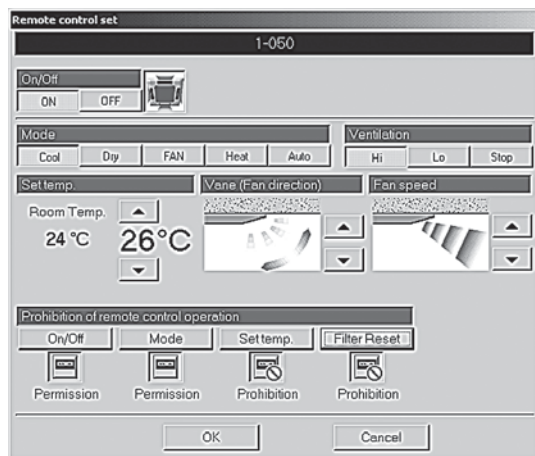 Remote control set
1-050
On/Off
ON OFF
Mode Ventilation
Cool Dry FAN Heat Auto Hi Lo Stop
Set temp. Vane (Fan direction) Fan speed
Room Temp.
24 °C 26°C
Prohibition of remote control operation
On/Off Mode Set temp. Filter Reset
Permission Permission Prohibition Prohibition
OK Cancel